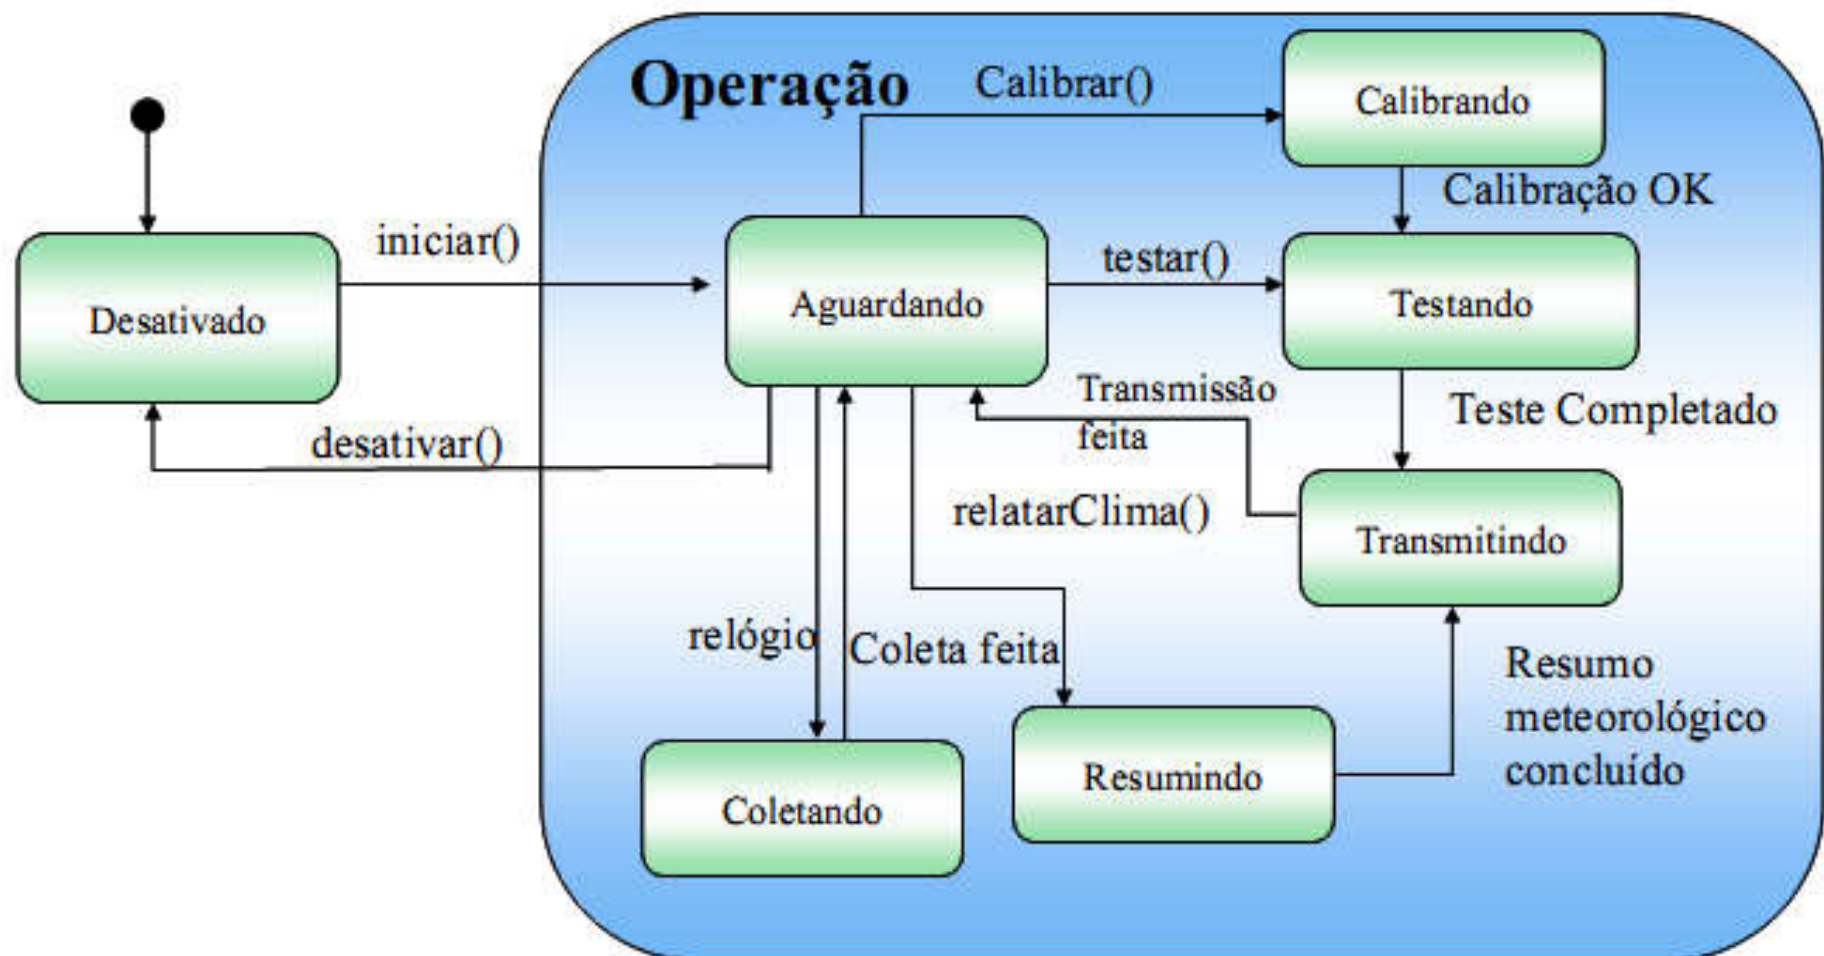 Operação
Calibrar()
Calibrando
Calibração OK
iniciar()
testar()
Desativado
Aguardando
Testando
Transmissão
feita
Teste Completado
desativar()
relatarClima()
Transmitindo
relógio
Coleta feita
Resumo
meteorológico
concluído
Resumindo
Coletando